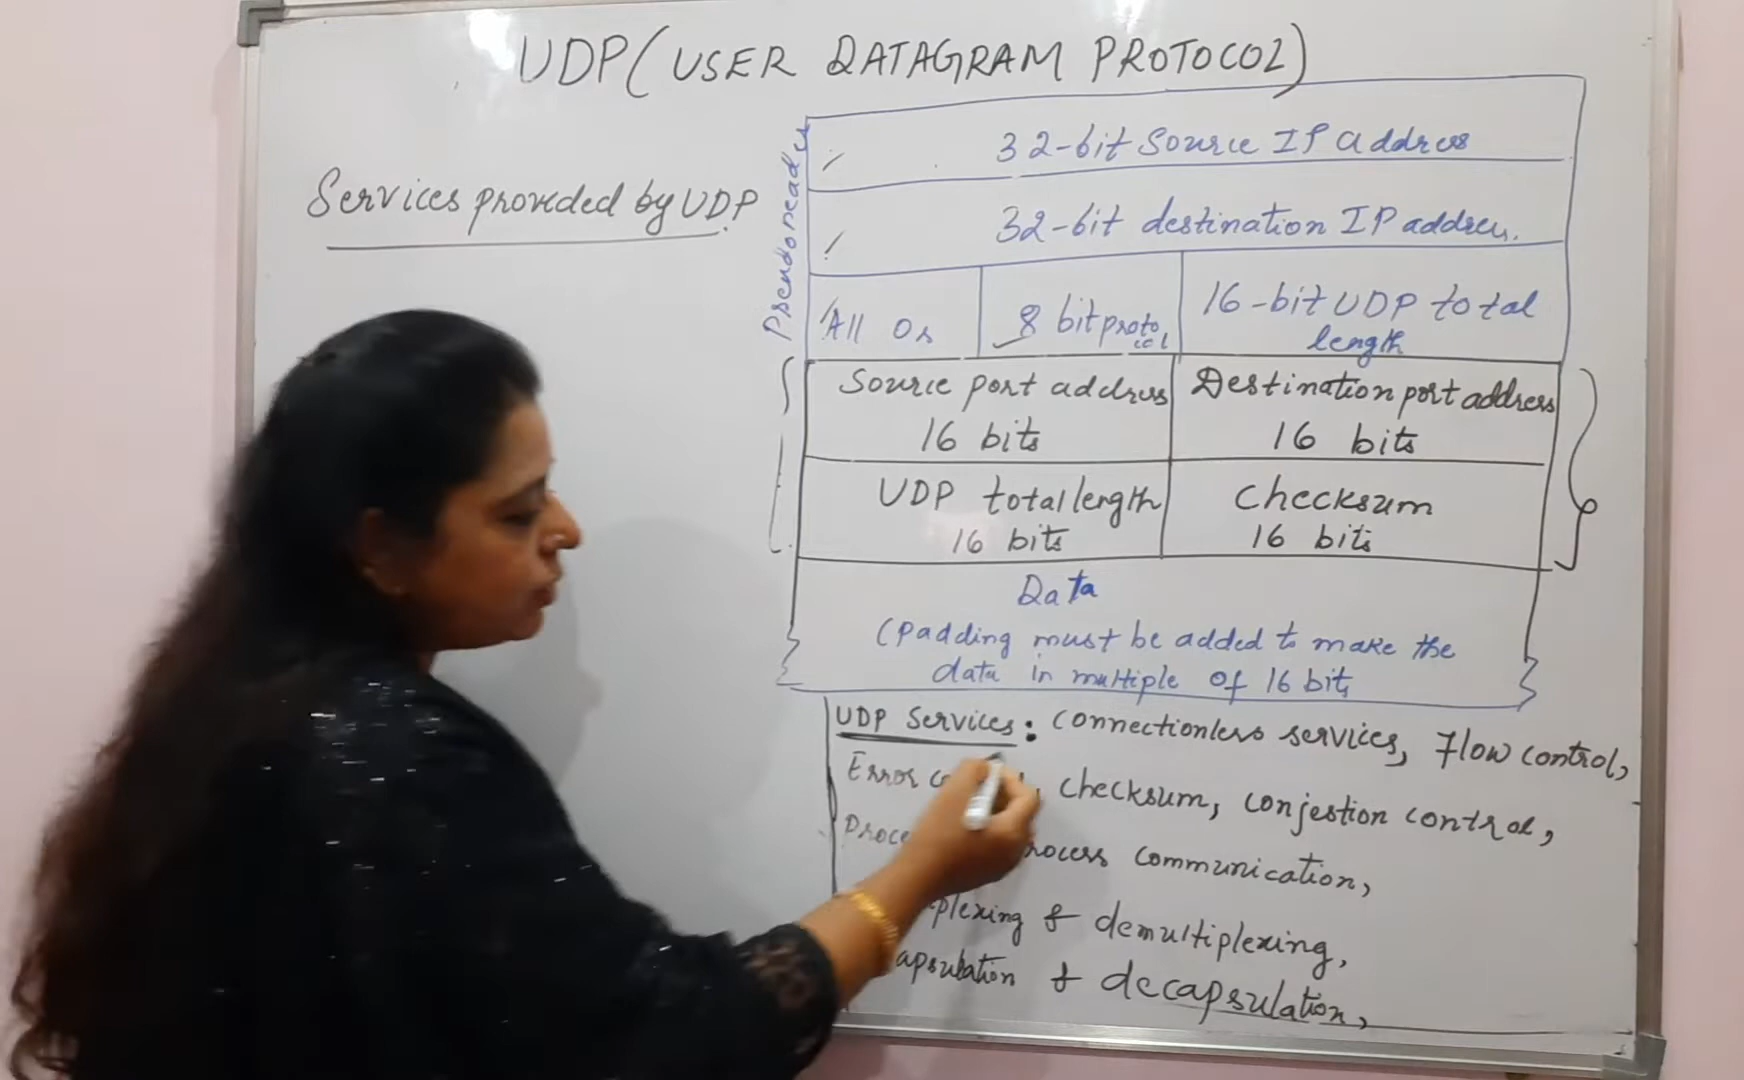 UDP (USER DATAGRAM PROTOCOL)
Services provided by UDP
32-bit Source IP address
32-bit destination IP address.
All 0s 8 bit protocol 16-bit UDP total
length
Source port address Destination port address
16 bits 16 bits
UDP total length Checksum
16 bits 16 bits
Data
(Padding must be added to make the
data in multiple of 16 bits
UDP Services: Connectionless services, Flow control,
Error checksum, conjestion control,
communication,
& demultiplexing,
& decapsulation,